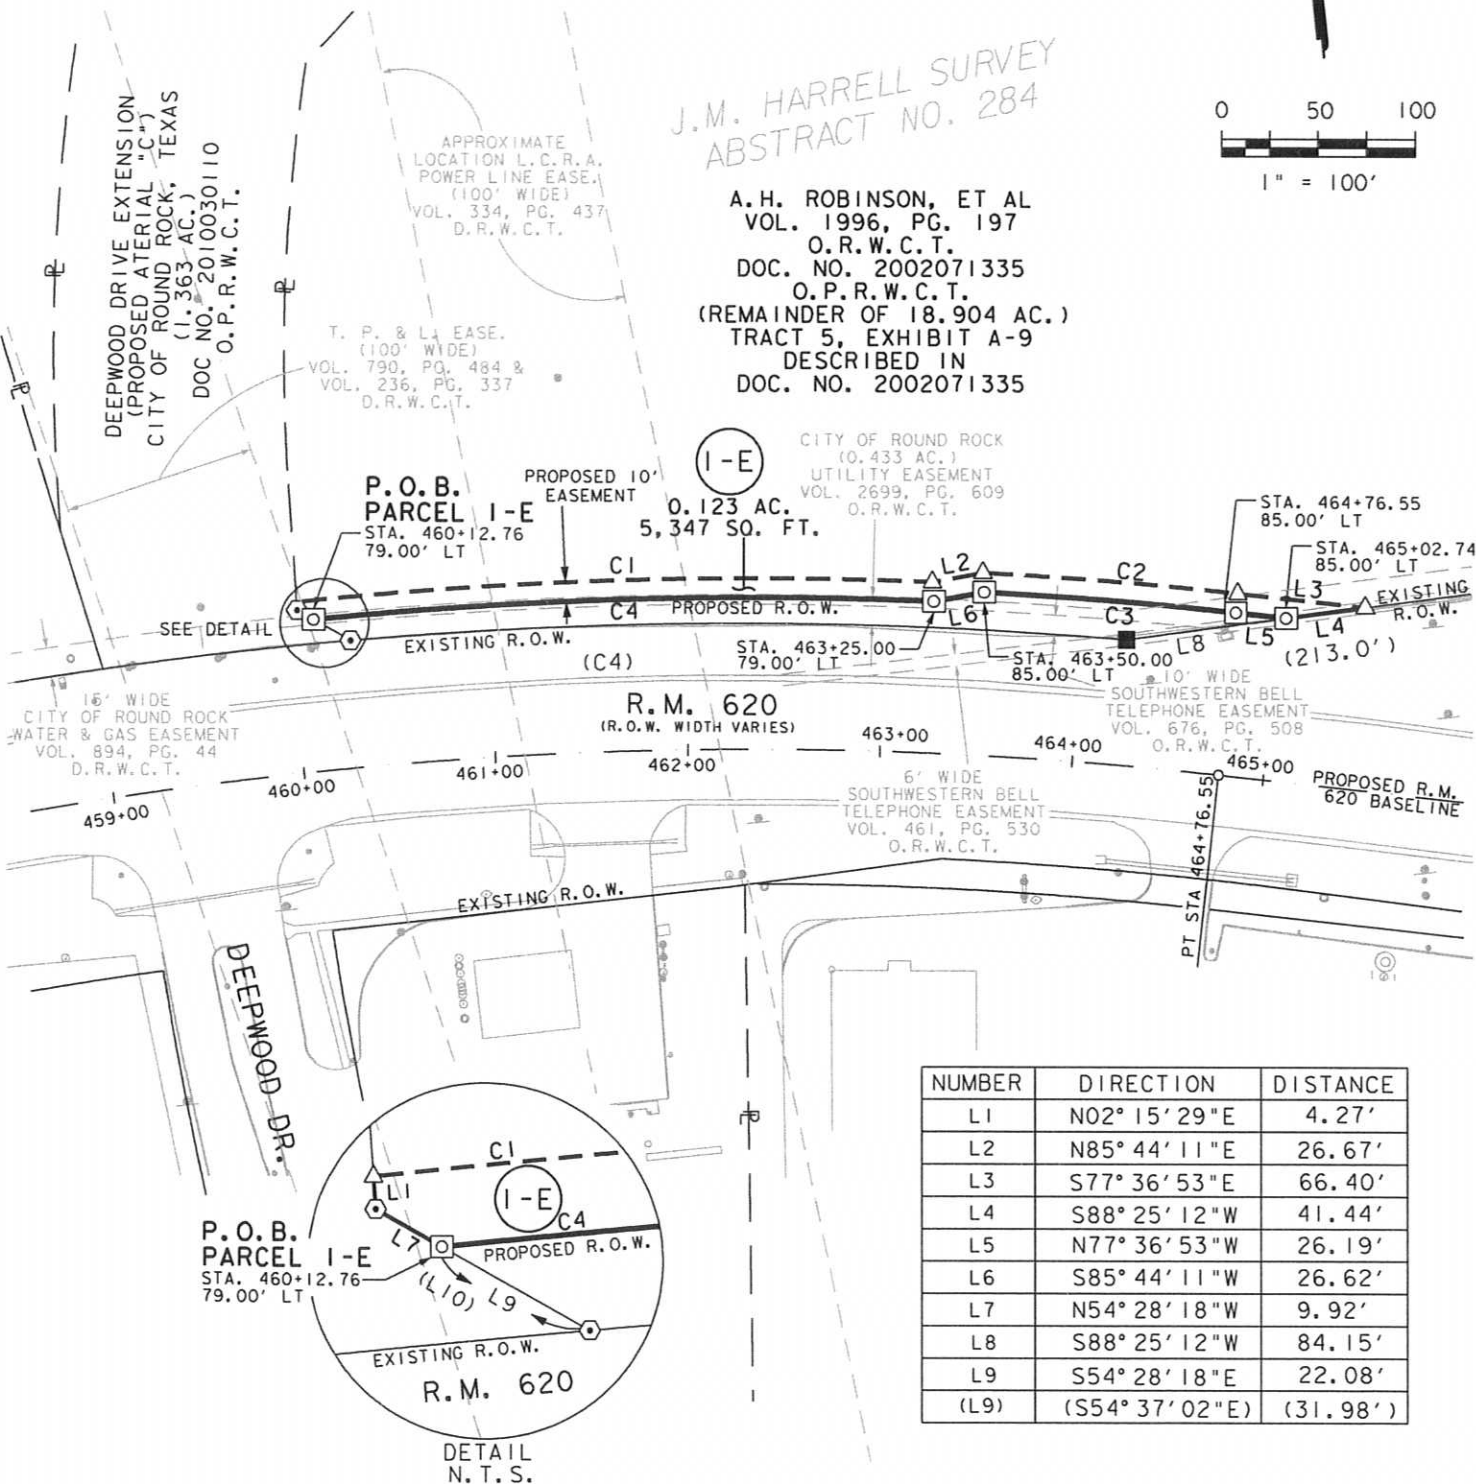 J.M. HARRELL SURVEY
ABSTRACT NO. 284
0 50 100
1" = 100'
DEEPWOOD DRIVE EXTENSION
(PROPOSED ATERIAL "C")
CITY OF ROUND ROCK, TEXAS
(1.363 AC.)
DOC NO. 2010030110
O.P.R.W.C.T.
APPROXIMATE
LOCATION L.C.R.A.
POWER LINE EASE.
(100' WIDE)
VOL. 334, PG. 437
D.R.W.C.T.
A.H. ROBINSON, ET AL
VOL. 1996, PG. 197
O.R.W.C.T.
DOC. NO. 2002071335
O.P.R.W.C.T.
(REMAINDER OF 18.904 AC.)
TRACT 5, EXHIBIT A-9
DESCRIBED IN
DOC. NO. 2002071335
PL
PL
PL
T. P. & L. EASE.
(100' WIDE)
VOL. 790, PG. 484 &
VOL. 236, PG. 337
D.R.W.C.T.
P.O.B.
PARCEL 1-E
STA. 460+12.76
79.00' LT
PROPOSED 10'
EASEMENT
1-E
0.123 AC.
5,347 SQ. FT.
CITY OF ROUND ROCK
(0.433 AC.)
UTILITY EASEMENT
VOL. 2699, PG. 609
O.R.W.C.T.
STA. 464+76.55
85.00' LT
STA. 465+02.74
85.00' LT
C1
L2
C2
L3
EXISTING
R.O.W.
C4
PROPOSED R.O.W.
L6
C3
L5
L4
SEE DETAIL
EXISTING R.O.W.
(C4)
STA. 463+25.00
79.00' LT
STA. 463+50.00
85.00' LT
L8
(213.0')
15' WIDE
CITY OF ROUND ROCK
WATER & GAS EASEMENT
VOL. 894, PG. 44
D.R.W.C.T.
R.M. 620
(R.O.W. WIDTH VARIES)
10' WIDE
SOUTHWESTERN BELL
TELEPHONE EASEMENT
VOL. 676, PG. 508
O.R.W.C.T.
459+00
460+00
461+00
462+00
463+00
464+00
465+00
PROPOSED R.M.
620 BASELINE
6' WIDE
SOUTHWESTERN BELL
TELEPHONE EASEMENT
VOL. 461, PG. 530
O.R.W.C.T.
PT STA 464+76.55
EXISTING R.O.W.
DEEPWOOD DR.
PL
C1
L1
1-E
C4
L7
PROPOSED R.O.W.
P.O.B.
PARCEL 1-E
STA. 460+12.76
79.00' LT
(L10)
L9
EXISTING R.O.W.
R.M. 620
DETAIL
N.T.S.
NUMBER DIRECTION DISTANCE
L1 N02°15'29"E 4.27'
L2 N85°44'11"E 26.67'
L3 S77°36'53"E 66.40'
L4 S88°25'12"W 41.44'
L5 N77°36'53"W 26.19'
L6 S85°44'11"W 26.62'
L7 N54°28'18"W 9.92'
L8 S88°25'12"W 84.15'
L9 S54°28'18"E 22.08'
(L9) (S54°37'02"E) (31.98')